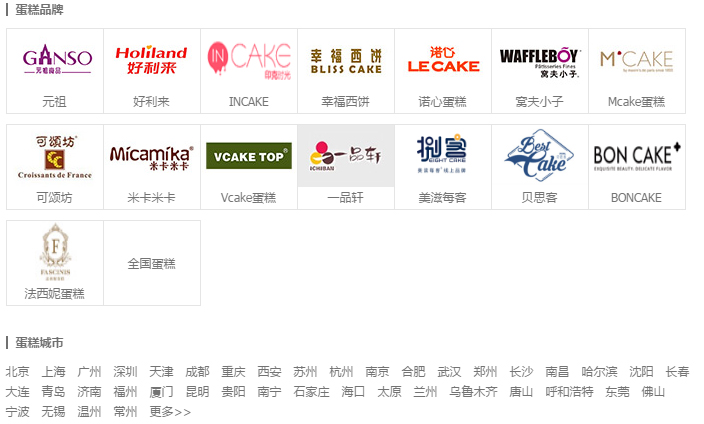 蛋糕品牌
GANSO
元祖食品
Holiland
好利来
INCAKE
印克时光
幸福西饼
BLISS CAKE
诺心
LECAKE
WAFFLEBOY
Pâtisseries Fines
窝夫小子
M'CAKE
元祖 好利来 INCAKE 幸福西饼 诺心蛋糕 窝夫小子 Mcake蛋糕
可颂坊
Croissants de France
Micamika
米卡米卡
VCAKE TOP
一品轩
ICHIBAN
捌客
EIGHT CAKE
Best Cake
BON CAKE
EXQUISITE BEAUTY, DELICATE FLAVOR
可颂坊 米卡米卡 Vcake蛋糕 一品轩 美滋每客 贝思客 BONCAKE
F
FASCINIS
法西妮蛋糕 全国蛋糕
蛋糕城市
北京 上海 广州 深圳 天津 成都 重庆 西安 苏州 杭州 南京 合肥 武汉 郑州 长沙 南昌 哈尔滨 沈阳 长春
大连 青岛 济南 福州 厦门 昆明 贵阳 南宁 石家庄 海口 太原 兰州 乌鲁木齐 唐山 呼和浩特 东莞 佛山
宁波 无锡 温州 常州 更多>>